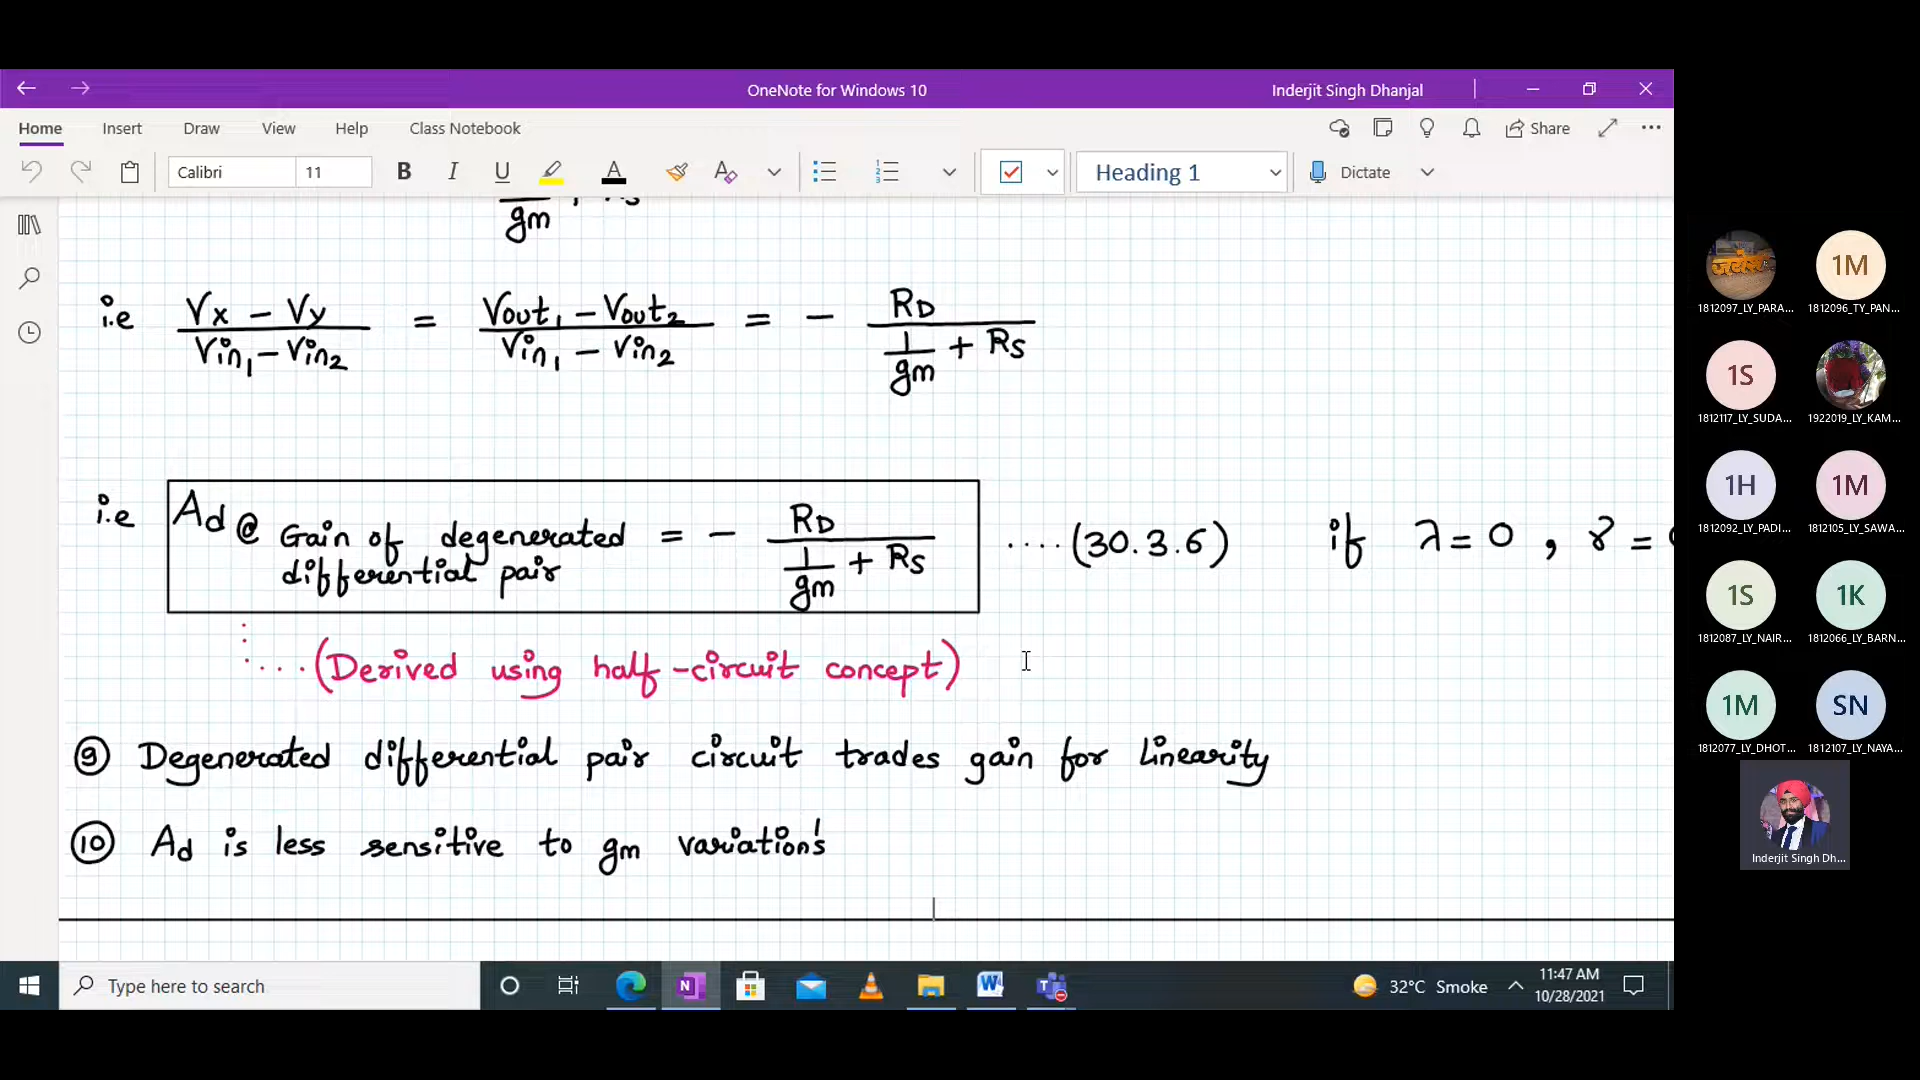 OneNote for Windows 10
Inderjit Singh Dhanjal
Home Insert Draw View Help Class Notebook Share
Calibri 11 B I U A Heading 1 Dictate
gm
i.e Vx - Vy / Vin1 - Vin2 = Vout1 - Vout2 / Vin1 - Vin2 = - RD / (1/gm + RS)
i.e Ad @ Gain of degenerated differential pair = - RD / (1/gm + RS) ....(30.3.6) if λ = 0 , γ =
....(Derived using half-circuit concept)
⑨ Degenerated differential pair circuit trades gain for linearity
⑩ Ad is less sensitive to gm variation's
1M
1812097_LY_PARA... 1812096_TY_PAN...
1S
1812117_LY_SUDA... 1922019_LY_KAM...
1H 1M
1812092_LY_PADI... 1812105_LY_SAWA...
1S 1K
1812087_LY_NAIR... 1812066_LY_BARN...
1M SN
1812077_LY_DHOT... 1812107_LY_NAYA...
Inderjit Singh Dh...
Type here to search
32°C Smoke
11:47 AM
10/28/2021